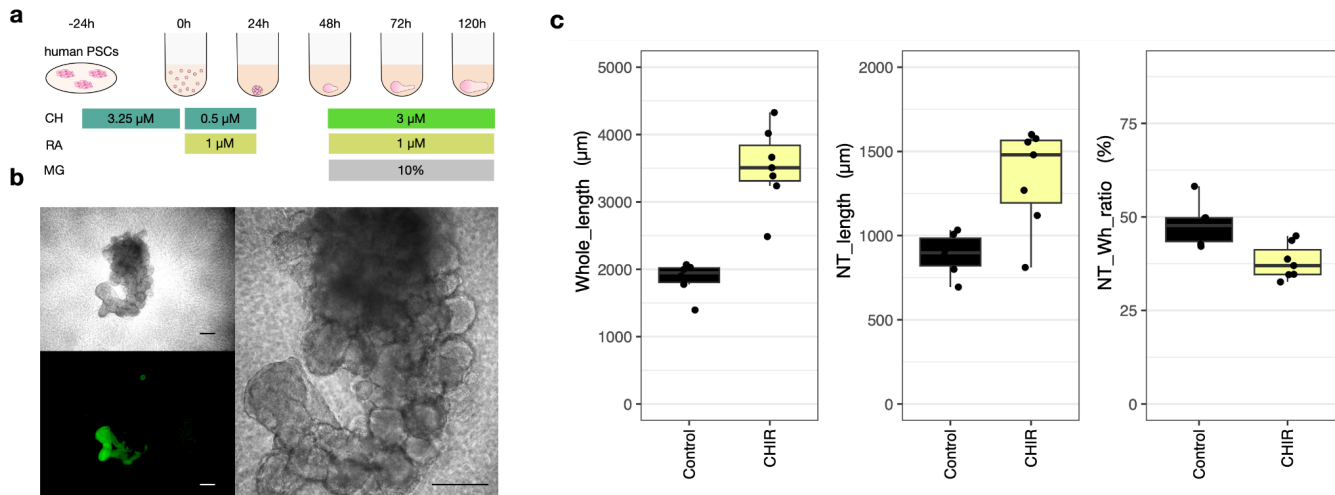 a
-24h 0h 24h 48h 72h 120h
human PSCs
CH 3.25 µM 0.5 µM 3 µM
RA 1 µM 1 µM
MG 10%
b
c
Whole_length (µm)
5000
4000
3000
2000
1000
0
Control CHIR
NT_length (µm)
2000
1500
1000
500
0
Control CHIR
NT_Wh_ratio (%)
75
50
25
0
Control CHIR